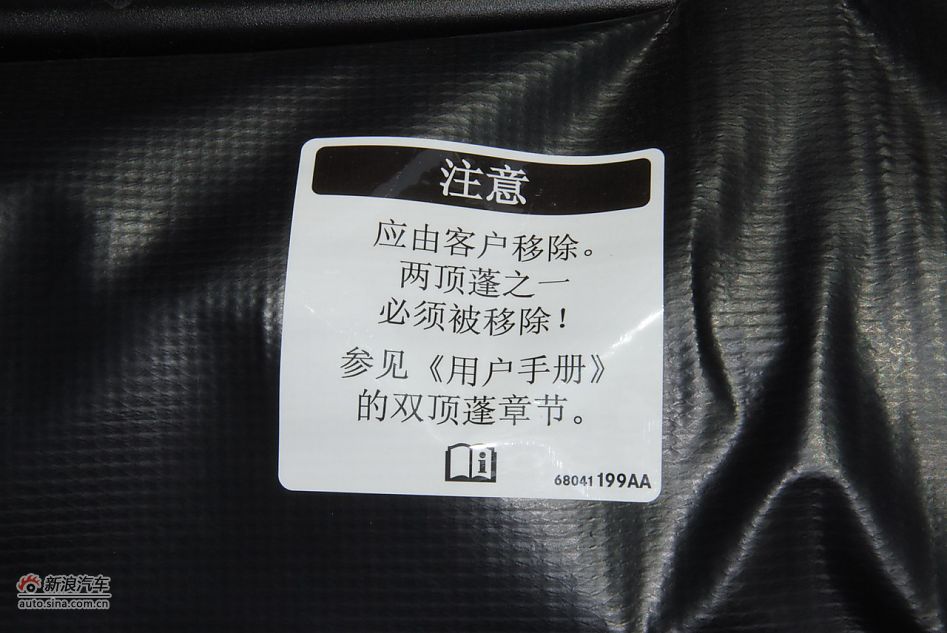 注意
应由客户移除。
两顶蓬之一
必须被移除！
参见《用户手册》
的双顶蓬章节。
68041199AA
新浪汽车
auto.sina.com.cn